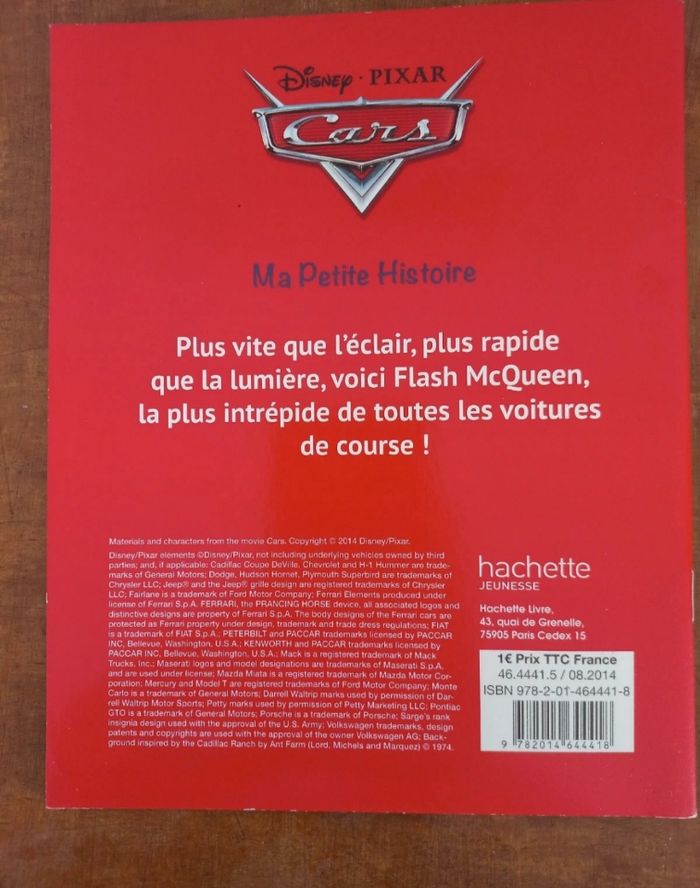 Disney · PIXAR
Cars
Ma Petite Histoire
Plus vite que l'éclair, plus rapide
que la lumière, voici Flash McQueen,
la plus intrépide de toutes les voitures
de course !
Materials and characters from the movie Cars. Copyright © 2014 Disney/Pixar.
Disney/Pixar elements ©Disney/Pixar, not including underlying vehicles owned by third
parties; and, if applicable: Cadillac Coupe DeVille, Chevrolet and H-1 Hummer are trade-
marks of General Motors; Dodge, Hudson Hornet, Plymouth Superbird are trademarks of
Chrysler LLC; Jeep® and the Jeep® grille design are registered trademarks of Chrysler
LLC; Fairlane is a trademark of Ford Motor Company; Ferrari Elements produced under
license of Ferrari S.p.A. FERRARI, the PRANCING HORSE device, all associated logos and
distinctive designs are property of Ferrari S.p.A. The body designs of the Ferrari cars are
protected as Ferrari property under design, trademark and trade dress regulations; FIAT
is a trademark of FIAT S.p.A.; PETERBILT and PACCAR trademarks licensed by PACCAR
INC, Bellevue, Washington, U.S.A.; KENWORTH and PACCAR trademarks licensed by
PACCAR INC, Bellevue, Washington, U.S.A.; Mack is a registered trademark of Mack
Trucks, Inc.; Maserati logos and model designations are trademarks of Maserati S.p.A.
and are used under license; Mazda Miata is a registered trademark of Mazda Motor Cor-
poration; Mercury and Model T are registered trademarks of Ford Motor Company; Monte
Carlo is a trademark of General Motors; Darrell Waltrip marks used by permission of Dar-
rell Waltrip Motor Sports; Petty marks used by permission of Petty Marketing LLC; Pontiac
GTO is a trademark of General Motors; Porsche is a trademark of Porsche; Sarge's rank
insignia design used with the approval of the U.S. Army; Volkswagen trademarks, design
patents and copyrights are used with the approval of the owner Volkswagen AG; Back-
ground inspired by the Cadillac Ranch by Ant Farm (Lord, Michels and Marquez) © 1974.
hachette
JEUNESSE
Hachette Livre,
43, quai de Grenelle,
75905 Paris Cedex 15
1€ Prix TTC France
46.4441.5 / 08.2014
ISBN 978-2-01-464441-8
9 782014 644418